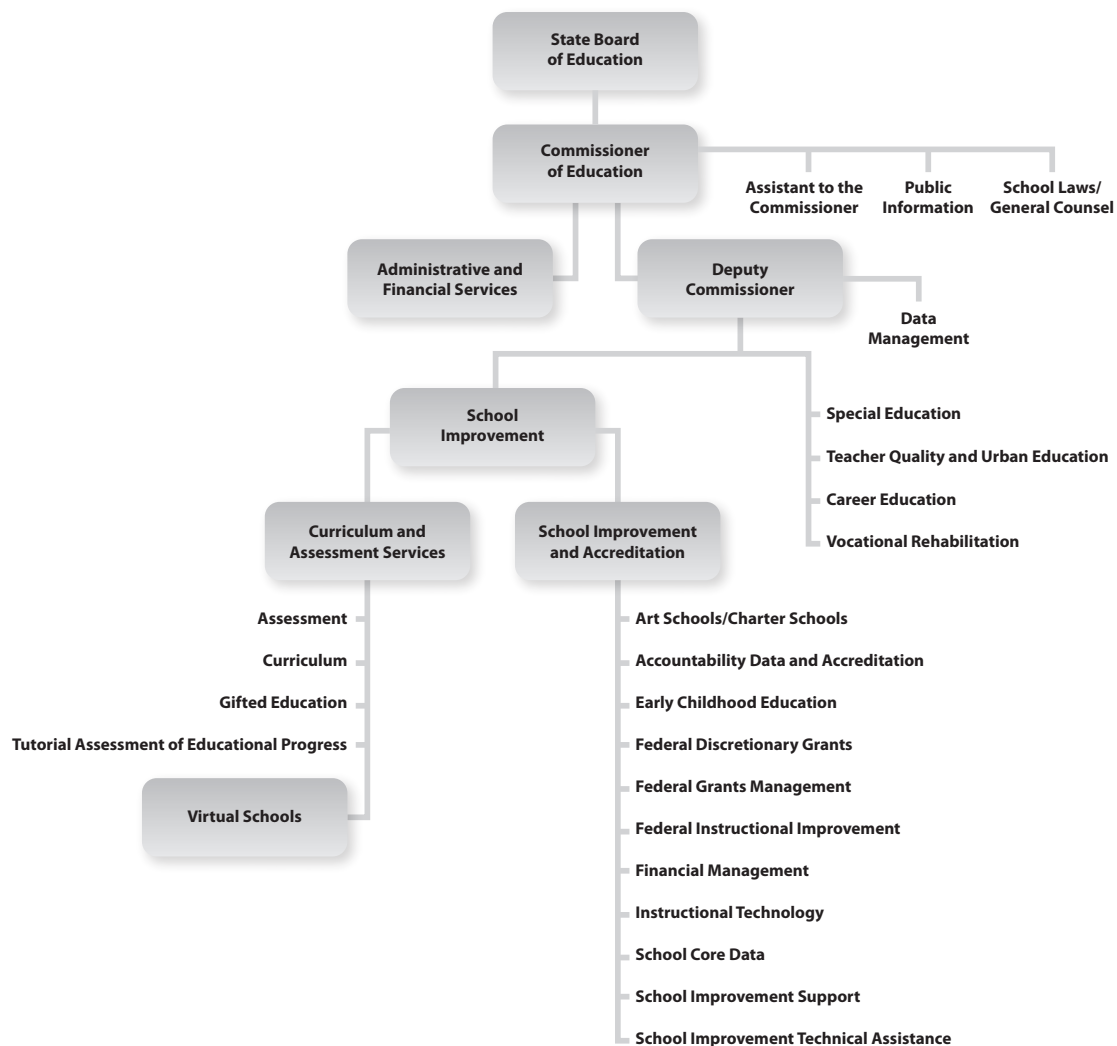 State Board
of Education
Commissioner
of Education
Assistant to the
Commissioner
Public
Information
School Laws/
General Counsel
Administrative and
Financial Services
Deputy
Commissioner
Data
Management
School
Improvement
Special Education
Teacher Quality and Urban Education
Career Education
Vocational Rehabilitation
Curriculum and
Assessment Services
School Improvement
and Accreditation
Assessment
Curriculum
Gifted Education
Tutorial Assessment of Educational Progress
Virtual Schools
Art Schools/Charter Schools
Accountability Data and Accreditation
Early Childhood Education
Federal Discretionary Grants
Federal Grants Management
Federal Instructional Improvement
Financial Management
Instructional Technology
School Core Data
School Improvement Support
School Improvement Technical Assistance